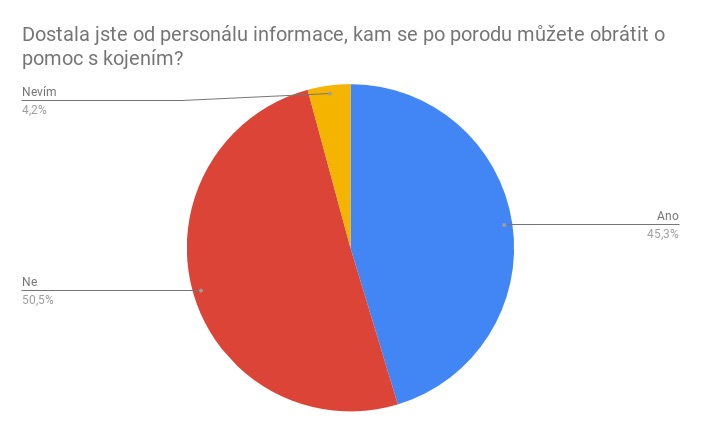 Dostala jste od personálu informace, kam se po porodu můžete obrátit o
pomoc s kojením?
Nevím
4,2%
Ano
45,3%
Ne
50,5%